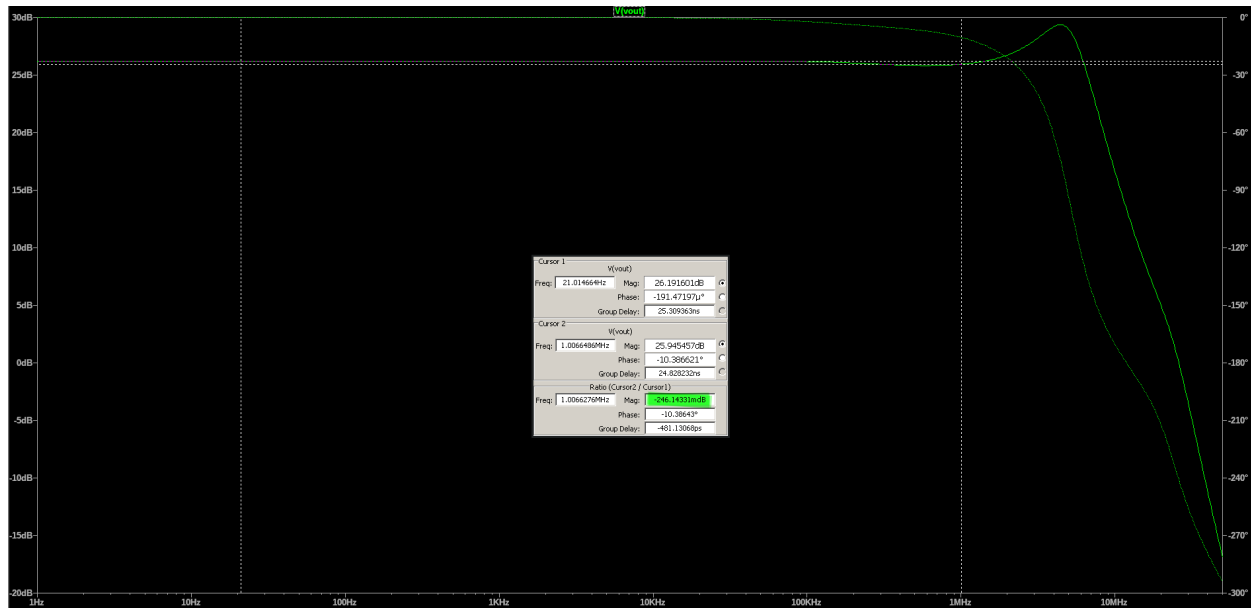 V(vout)
30dB
25dB
20dB
15dB
10dB
5dB
0dB
-5dB
-10dB
-15dB
-20dB
0°
-30°
-60°
-90°
-120°
-150°
-180°
-210°
-240°
-270°
-300°
1Hz
10Hz
100Hz
1KHz
10KHz
100KHz
1MHz
10MHz
Cursor 1
V(vout)
Freq: 21.014664Hz Mag: 26.191601dB
Phase: -191.47197µ°
Group Delay: 25.309363ns
Cursor 2
V(vout)
Freq: 1.0066486MHz Mag: 25.945457dB
Phase: -10.386621°
Group Delay: 24.828232ns
Ratio (Cursor2 / Cursor1)
Freq: 1.0066276MHz Mag: -246.14331mdB
Phase: -10.38643°
Group Delay: -481.13068ps